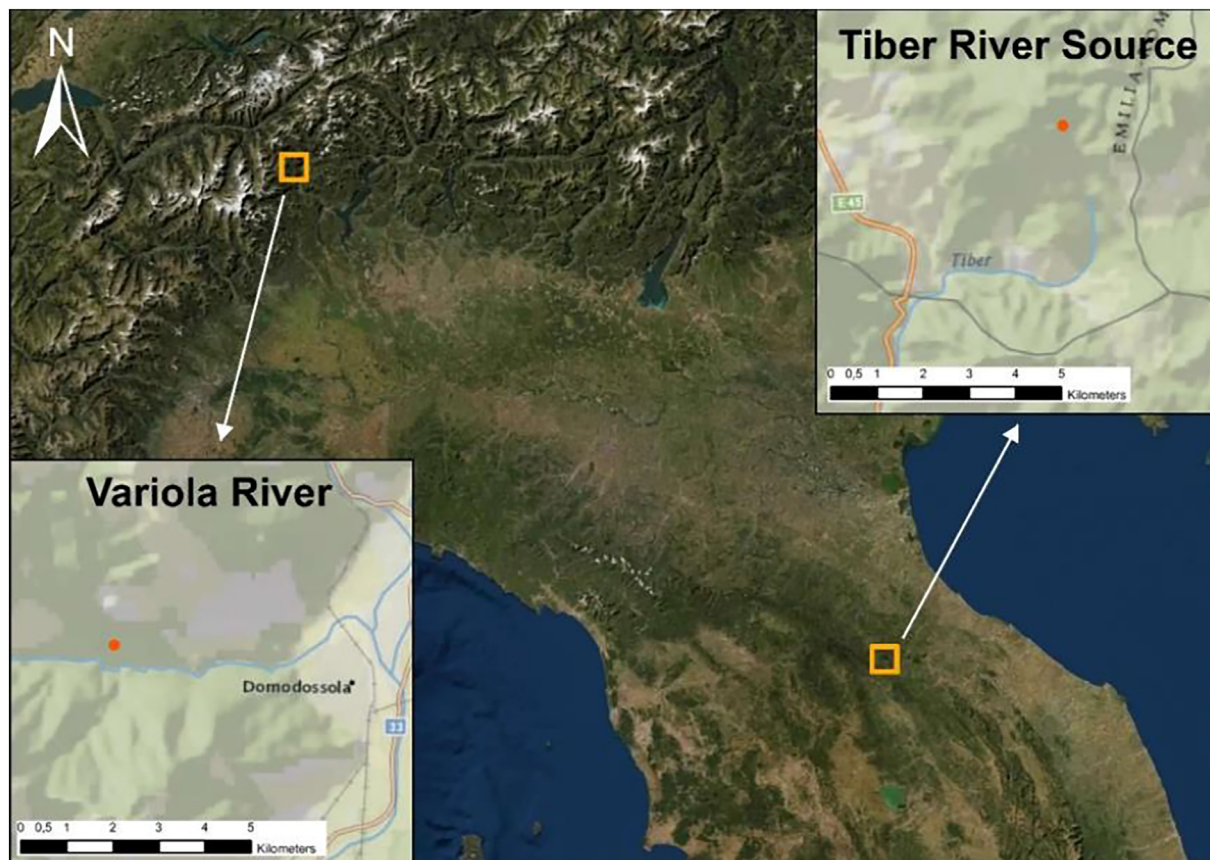 N
Tiber River Source
EMILIA
OM
E 45
Tiber
0 0,5 1 2 3 4 5
Kilometers
Variola River
Domodossola
33
0 0,5 1 2 3 4 5
Kilometers